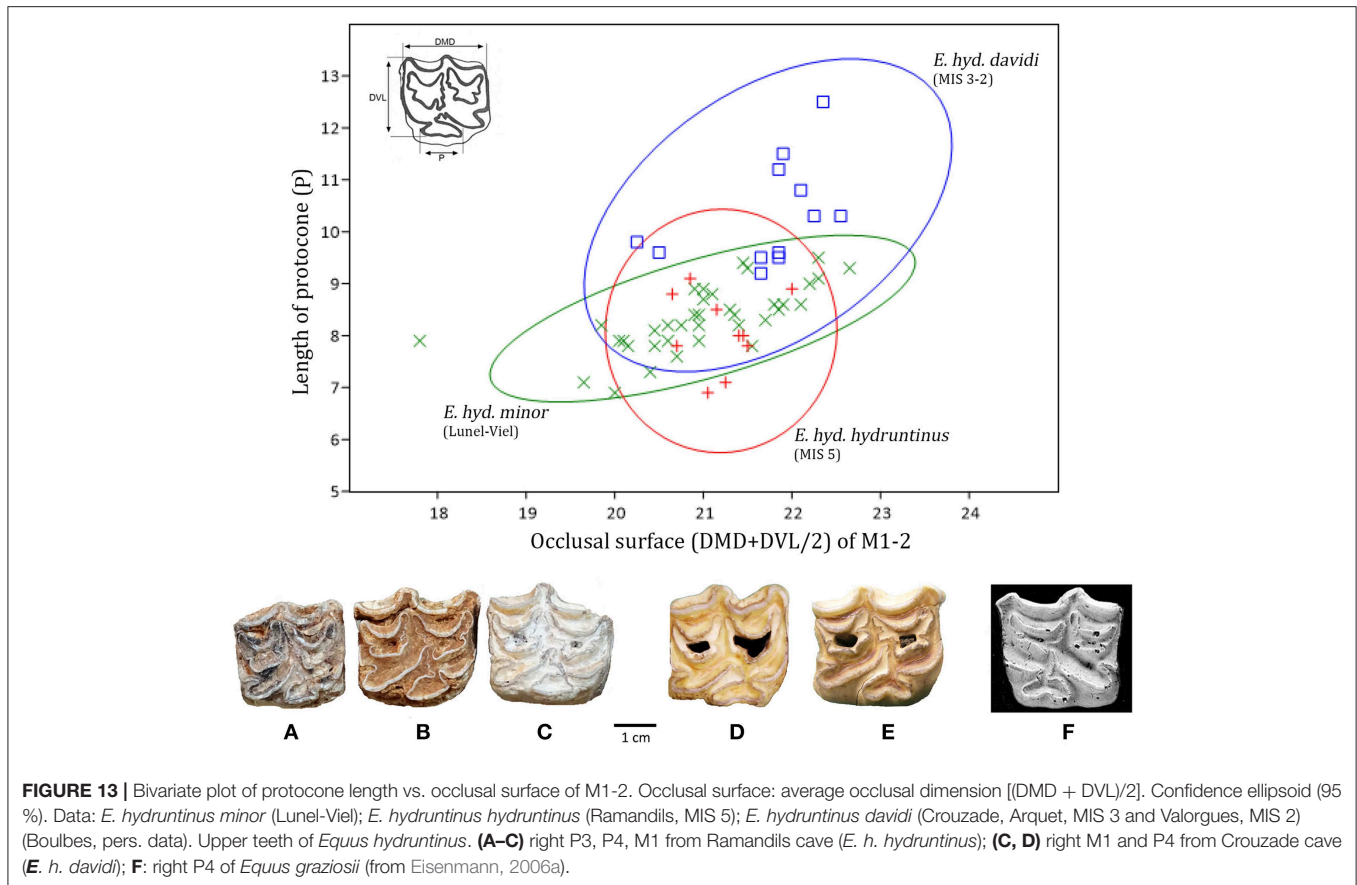 DMD
DVL
P
E. hyd. davidi
(MIS 3-2)
13
12
11
10
9
8
7
6
5
Length of protocone (P)
E. hyd. minor
(Lunel-Viel)
E. hyd. hydruntinus
(MIS 5)
18 19 20 21 22 23 24
Occlusal surface (DMD+DVL/2) of M1-2
A B C 1 cm D E F
FIGURE 13 | Bivariate plot of protocone length vs. occlusal surface of M1-2. Occlusal surface: average occlusal dimension [(DMD + DVL)/2]. Confidence ellipsoid (95
%). Data: E. hydruntinus minor (Lunel-Viel); E. hydruntinus hydruntinus (Ramandils, MIS 5); E. hydruntinus davidi (Crouzade, Arquet, MIS 3 and Valorgues, MIS 2)
(Boulbes, pers. data). Upper teeth of Equus hydruntinus. (A–C) right P3, P4, M1 from Ramandils cave (E. h. hydruntinus); (C, D) right M1 and P4 from Crouzade cave
(E. h. davidi); F: right P4 of Equus graziosii (from Eisenmann, 2006a).